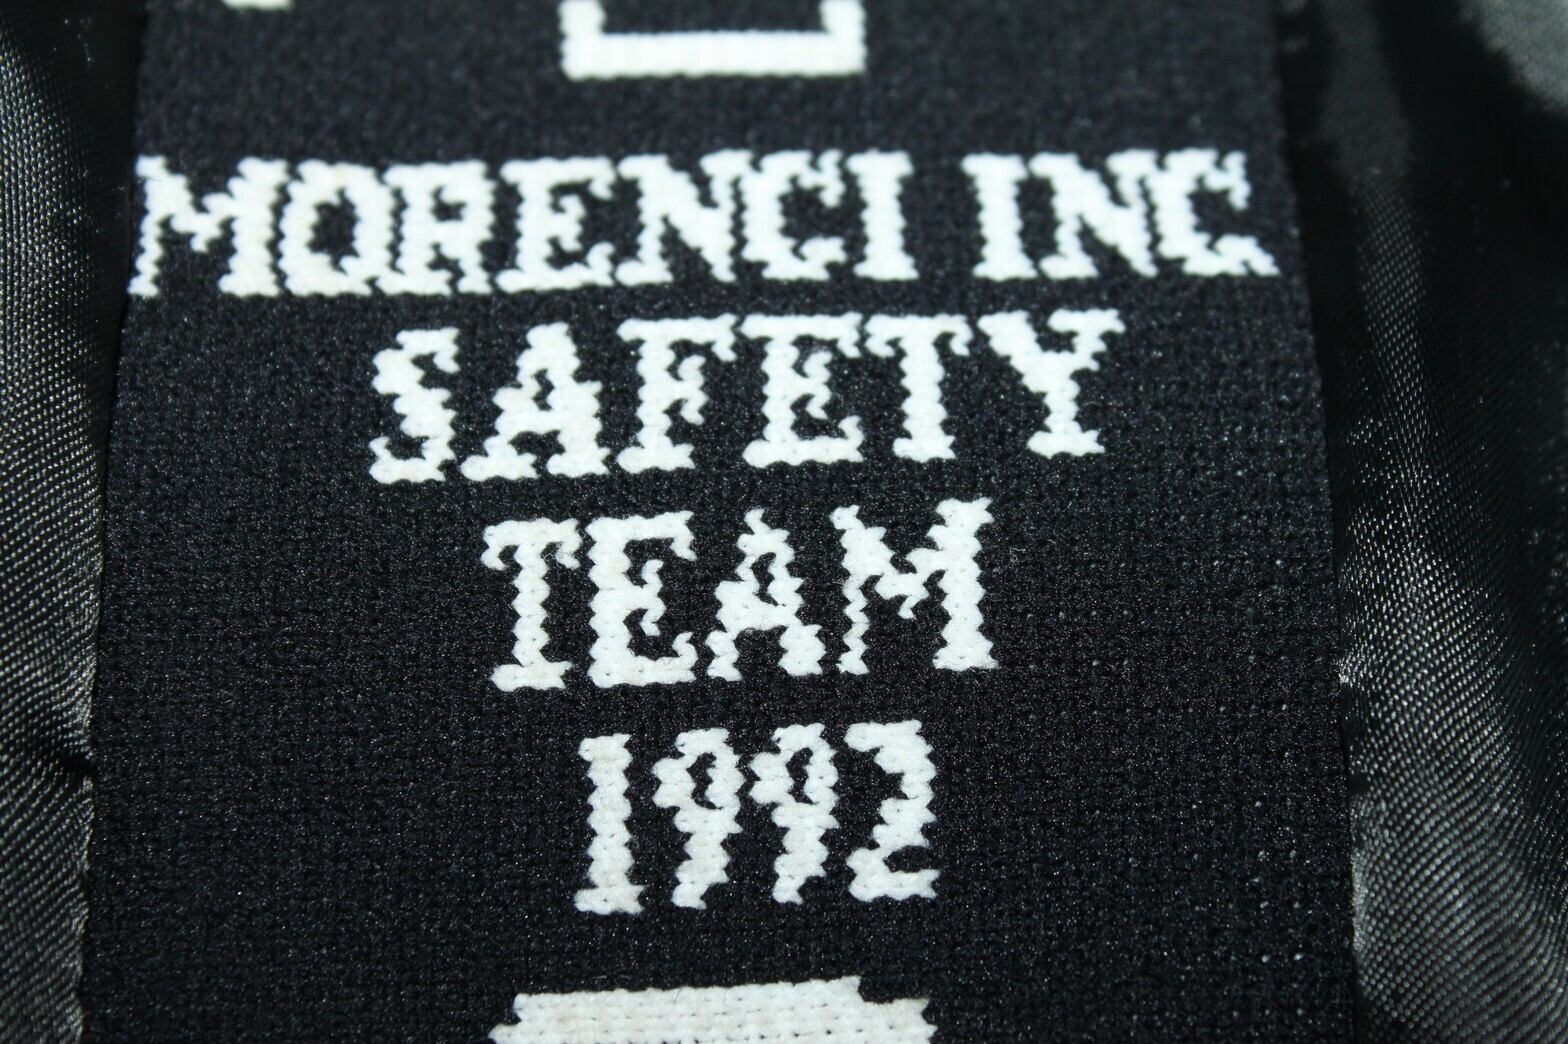 MORENCI INC
SAFETY
TEAM
1992